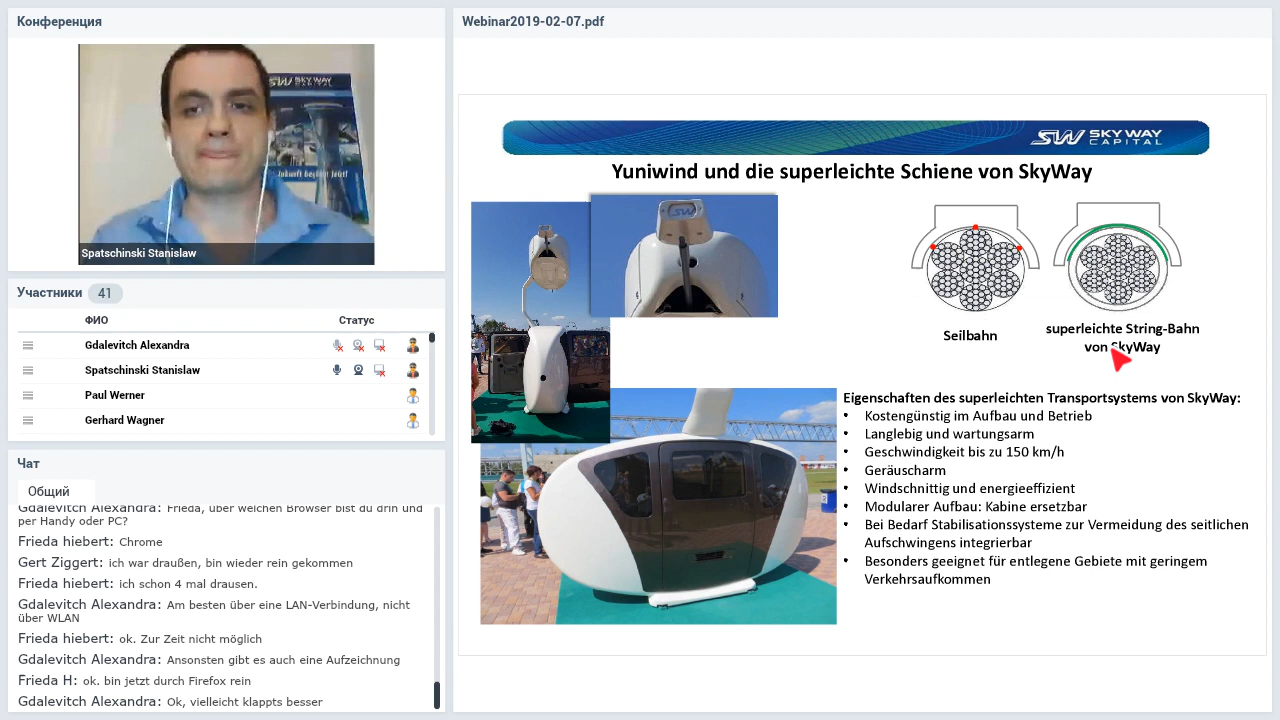 Конференция
SKY WAY
CAPITAL
Zukunft beginnt jetzt!
Spatschinski Stanislaw
Участники 41
ФИО Статус
Gdalevitch Alexandra
Spatschinski Stanislaw
Paul Werner
Gerhard Wagner
Чат
Общий
Gdalevitch Alexandra: Frieda, über welchen Browser bist du drin und
per Handy oder PC?
Frieda hiebert: Chrome
Gert Ziggert: ich war draußen, bin wieder rein gekommen
Frieda hiebert: ich schon 4 mal drausen.
Gdalevitch Alexandra: Am besten über eine LAN-Verbindung, nicht
über WLAN
Frieda hiebert: ok. Zur Zeit nicht möglich
Gdalevitch Alexandra: Ansonsten gibt es auch eine Aufzeichnung
Frieda H: ok. bin jetzt durch Firefox rein
Gdalevitch Alexandra: Ok, vielleicht klappts besser
Webinar2019-02-07.pdf
SW SKY WAY
CAPITAL
Yuniwind und die superleichte Schiene von SkyWay
SW
Seilbahn
superleichte String-Bahn
von SkyWay
Eigenschaften des superleichten Transportsystems von SkyWay:
• Kostengünstig im Aufbau und Betrieb
• Langlebig und wartungsarm
• Geschwindigkeit bis zu 150 km/h
• Geräuscharm
• Windschnittig und energieeffizient
• Modularer Aufbau: Kabine ersetzbar
• Bei Bedarf Stabilisationssysteme zur Vermeidung des seitlichen
Aufschwingens integrierbar
• Besonders geeignet für entlegene Gebiete mit geringem
Verkehrsaufkommen